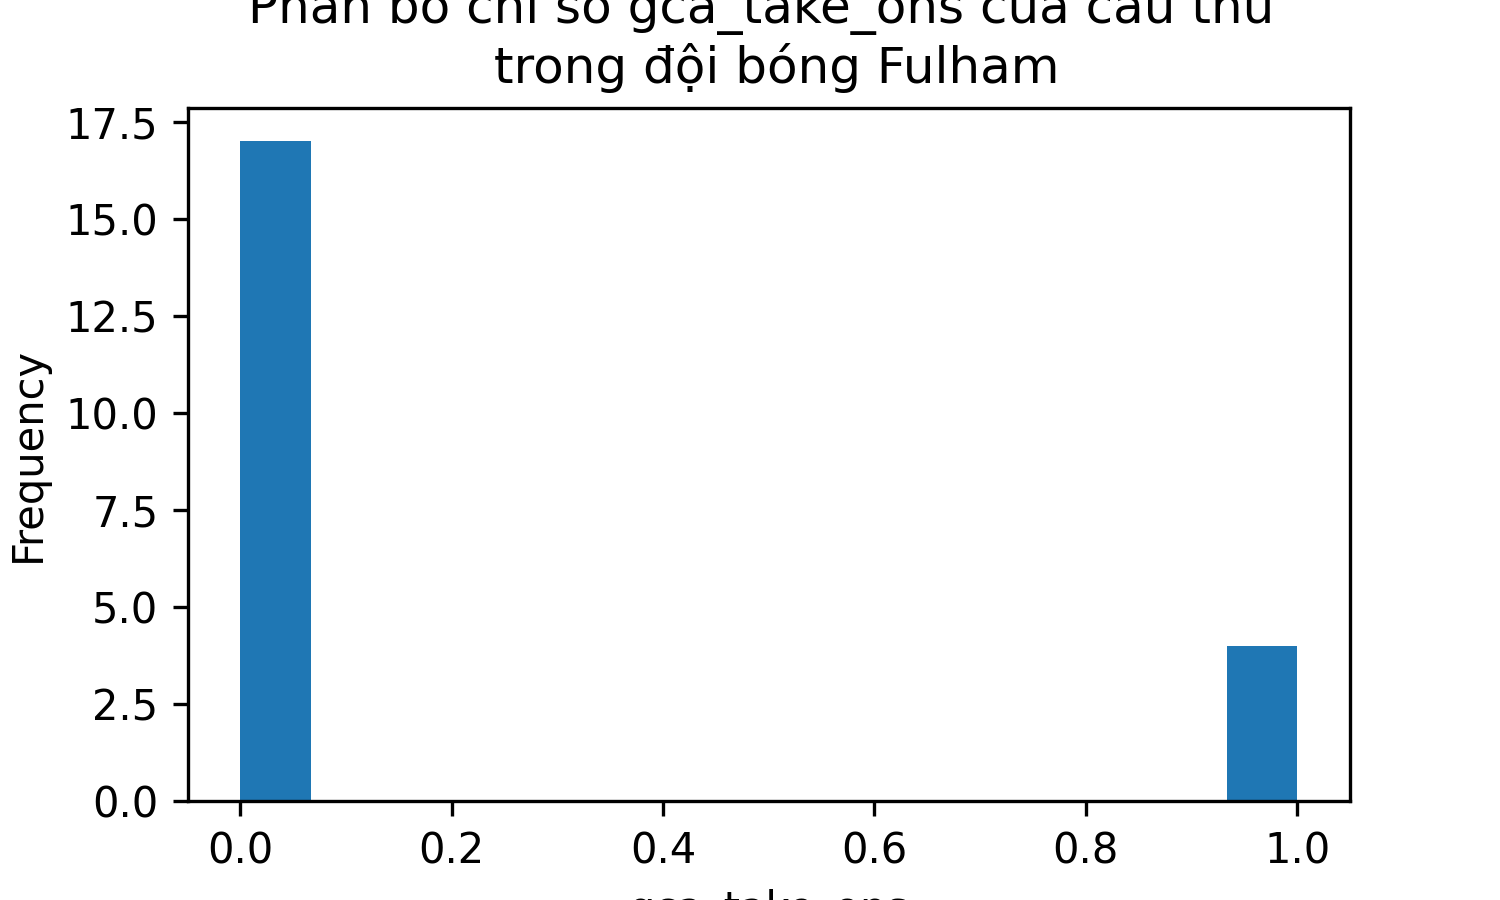 Phân bố chỉ số gca_take_ons của cầu thủ
trong đội bóng Fulham
17.5
15.0
12.5
10.0
7.5
5.0
2.5
0.0
Frequency
0.0 0.2 0.4 0.6 0.8 1.0
gca_take_ons